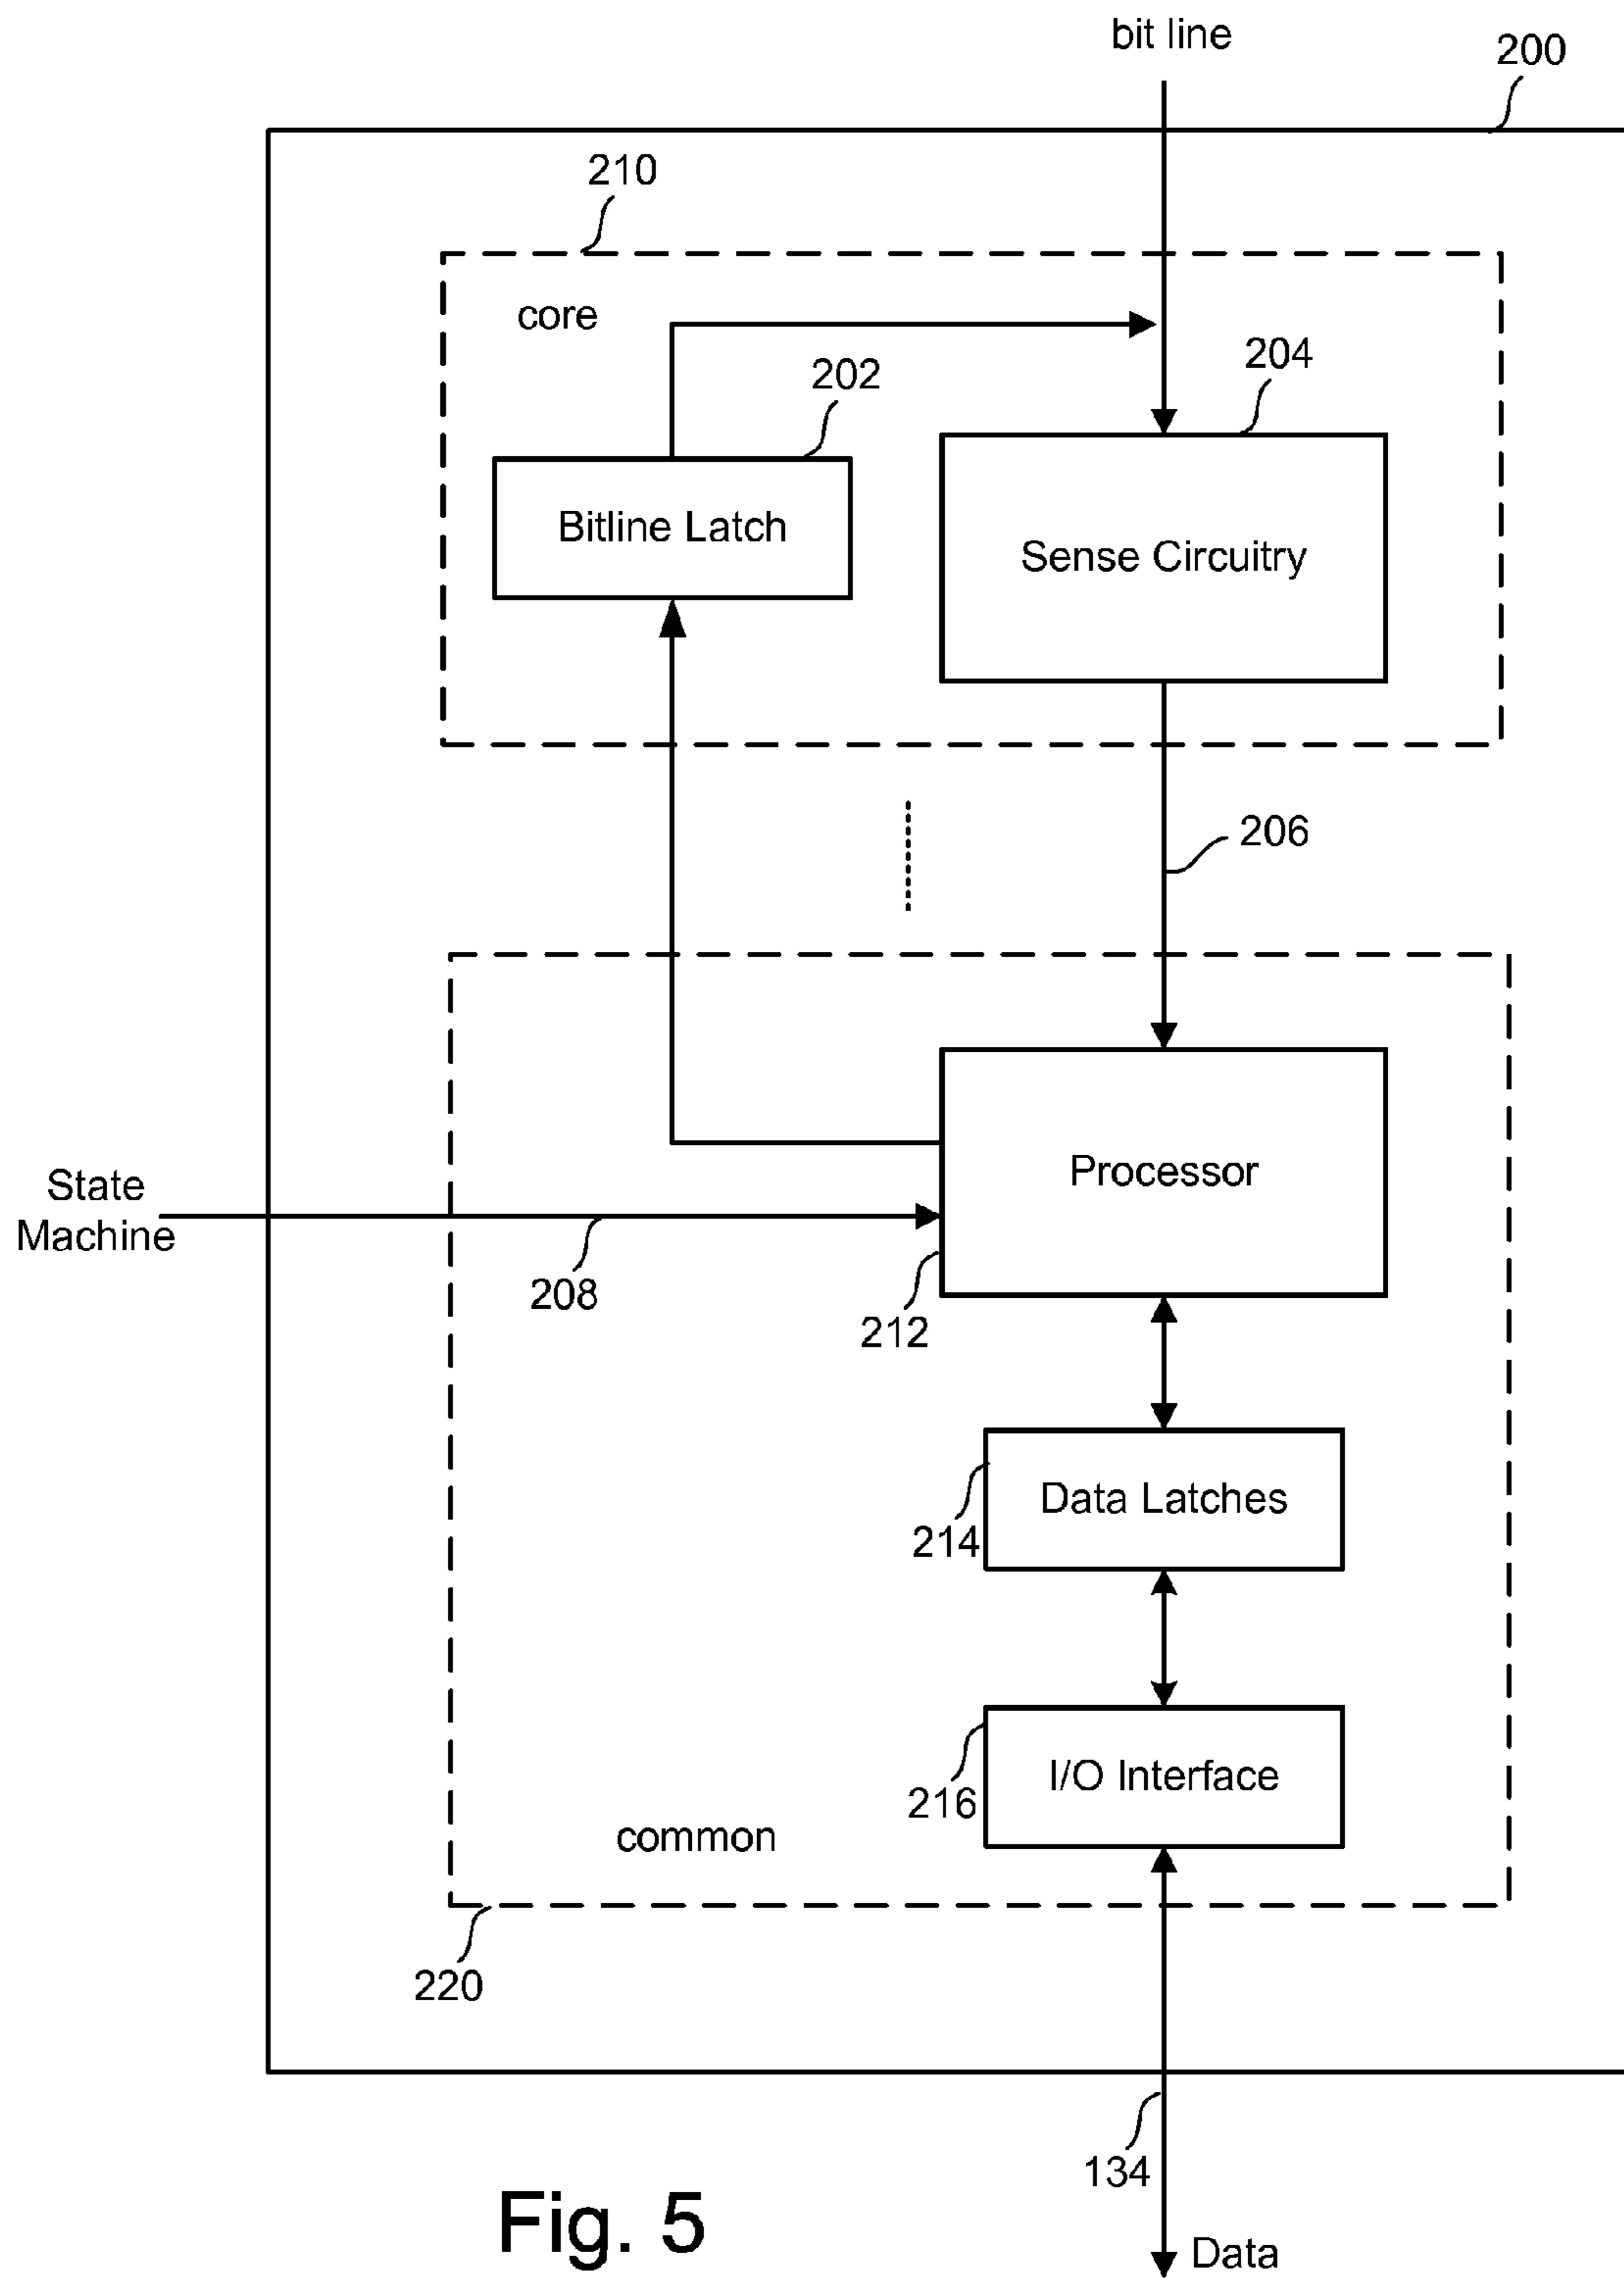 bit line
200
210
core
204
202
Bitline Latch
Sense Circuitry
206
Processor
State
Machine
208
212
Data Latches
214
I/O Interface
216
common
220
134
Fig. 5
Data